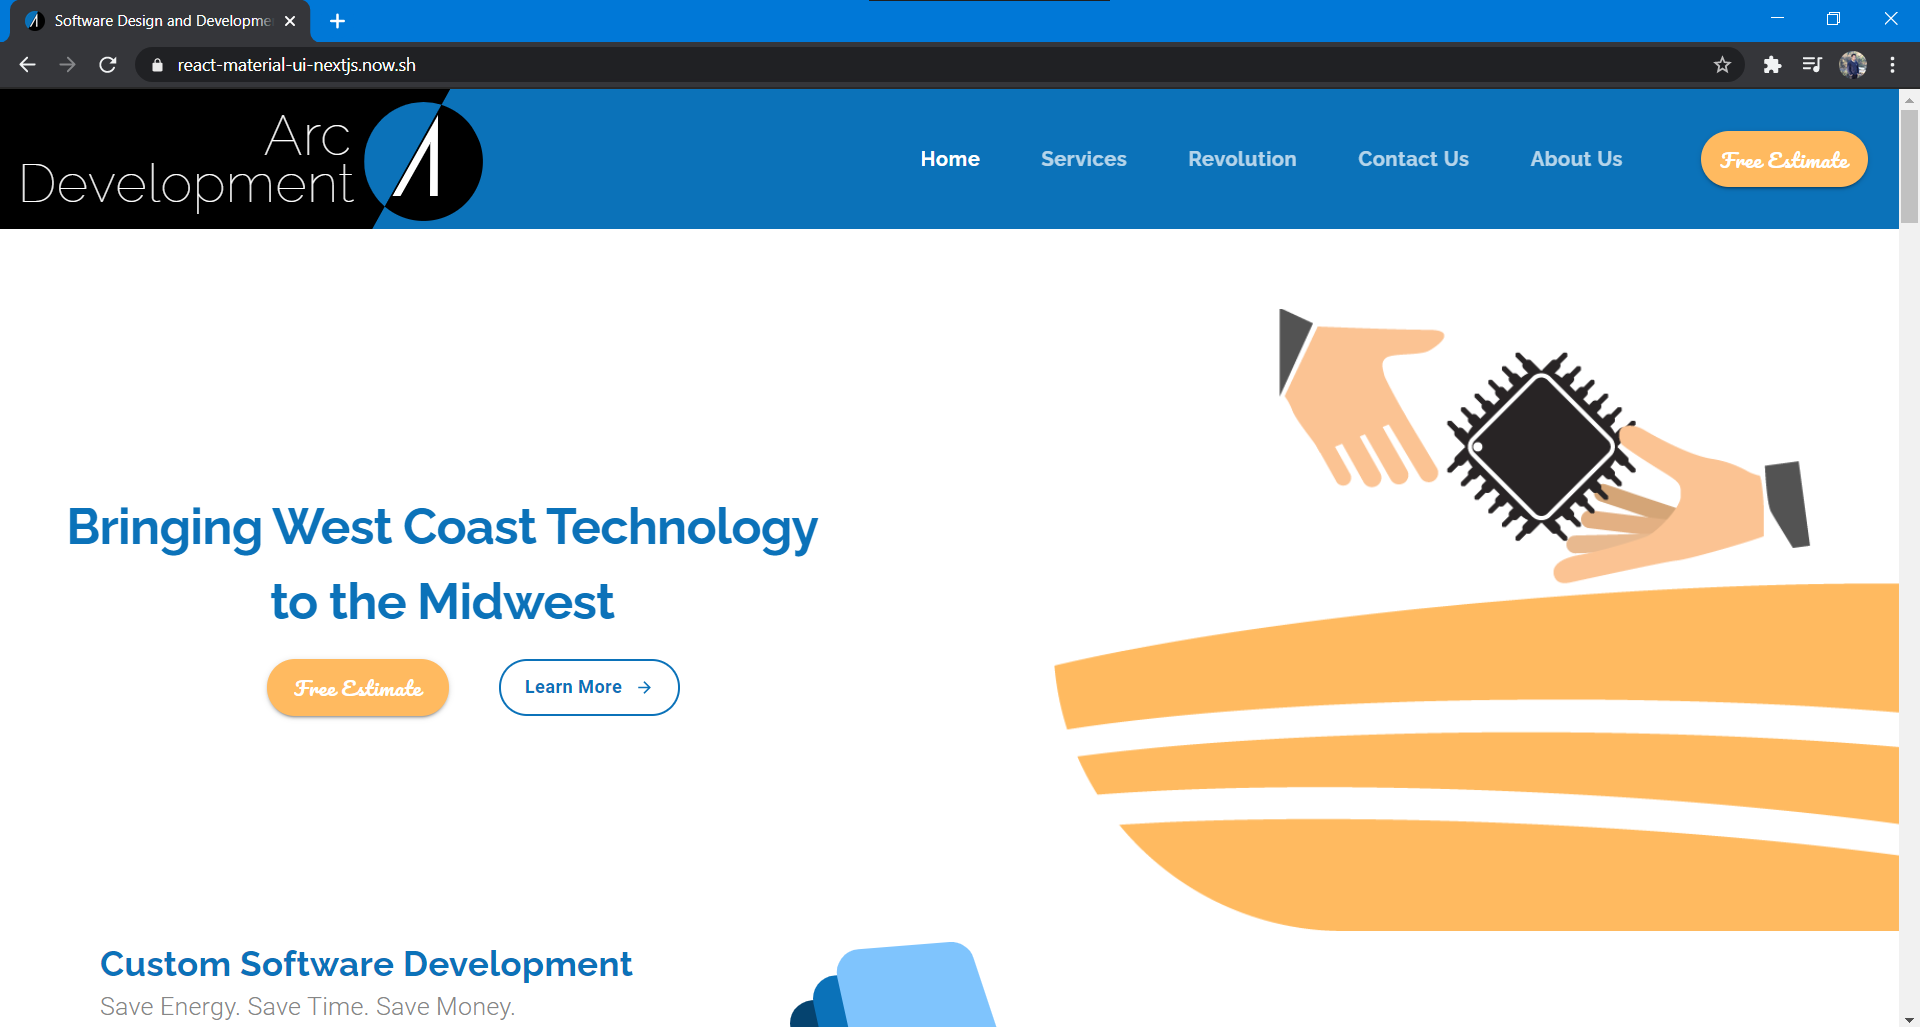 Software Design and Developme
react-material-ui-nextjs.now.sh
Arc
Development
Home
Services
Revolution
Contact Us
About Us
Free Estimate
Bringing West Coast Technology
to the Midwest
Free Estimate
Learn More
Custom Software Development
Save Energy. Save Time. Save Money.